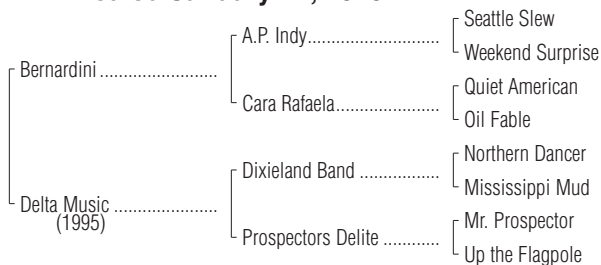 Seattle Slew
A.P. Indy
Weekend Surprise
Bernardini
Quiet American
Cara Rafaela
Oil Fable
Northern Dancer
Dixieland Band
Mississippi Mud
Delta Music
(1995)
Mr. Prospector
Prospectors Delite
Up the Flagpole